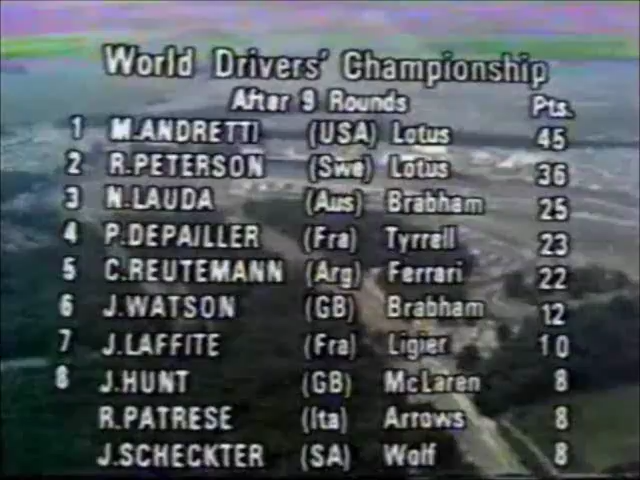 World Drivers' Championship
After 9 Rounds Pts.
1 M.ANDRETTI (USA) Lotus 45
2 R.PETERSON (Swe) Lotus 36
3 N.LAUDA (Aus) Brabham 25
4 P.DEPAILLER (Fra) Tyrrell 23
5 C.REUTEMANN (Arg) Ferrari 22
6 J.WATSON (GB) Brabham 12
7 J.LAFFITE (Fra) Ligier 10
8 J.HUNT (GB) McLaren 8
R.PATRESE (Ita) Arrows 8
J.SCHECKTER (SA) Wolf 8